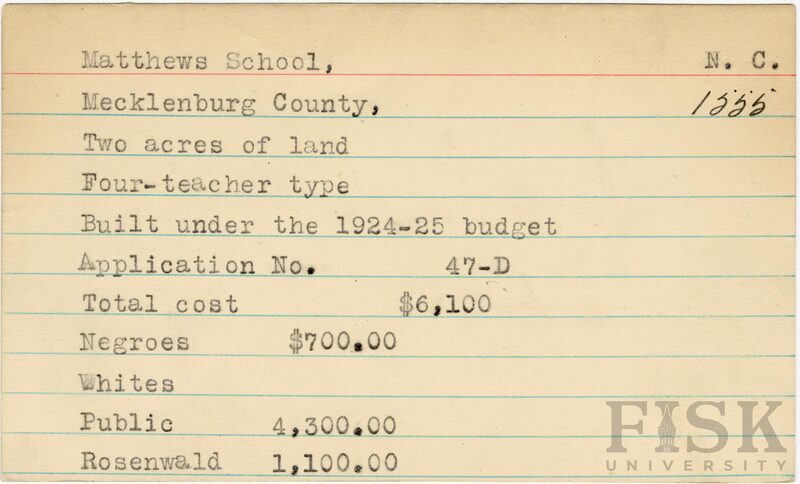 Matthews School, N. C.
Mecklenburg County, 1555
Two acres of land
Four-teacher type
Built under the 1924-25 budget
Application No. 47-D
Total cost $6,100
Negroes $700.00
Whites
Public 4,300.00
Rosenwald 1,100.00
FISK
UNIVERSITY